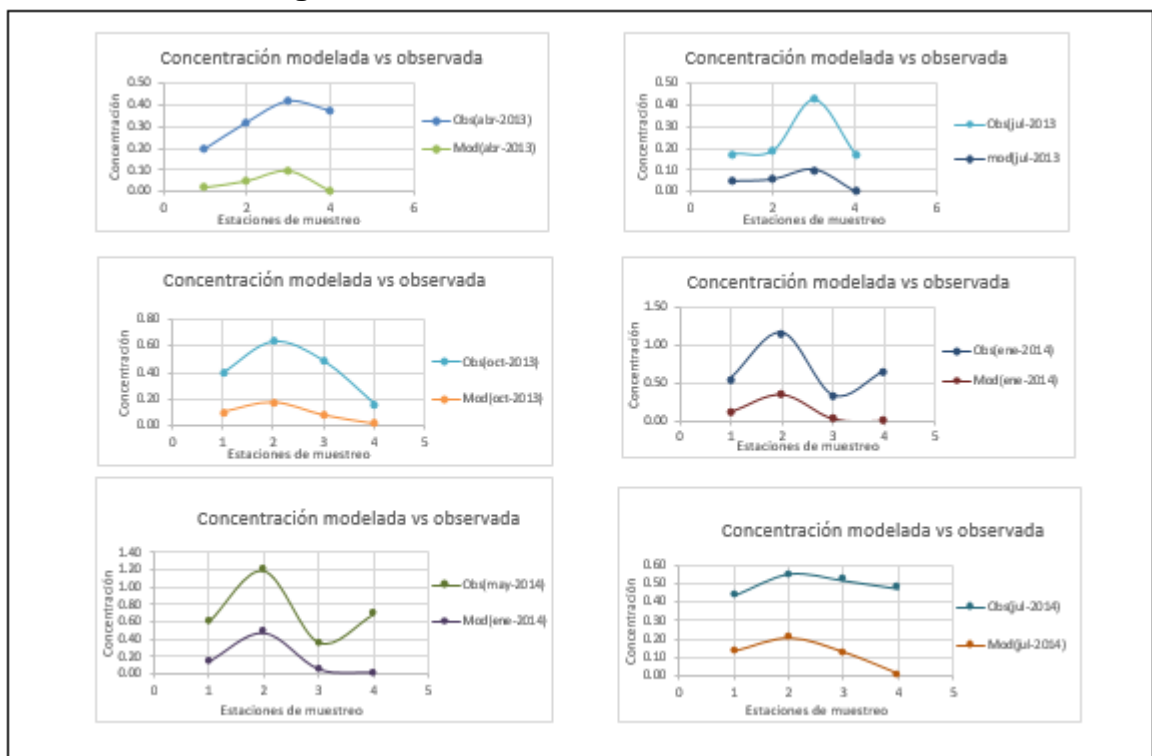 Concentración modelada vs observada
0.50
0.40
0.30
0.20
0.10
0.00
Concentración
0 2 4 6
Estaciones de muestreo
Obs(abr-2013)
Mod(abr-2013)
Concentración modelada vs observada
0.50
0.40
0.30
0.20
0.10
0.00
Concentración
0 2 4 6
Estaciones de muestreo
Obs(jul-2013
mod(jul-2013
Concentración modelada vs observada
0.80
0.60
0.40
0.20
0.00
Concentración
0 1 2 3 4 5
Estaciones de muestreo
Obs(oct-2013)
Mod(oct-2013)
Concentración modelada vs observada
1.50
1.00
0.50
0.00
Concentración
0 1 2 3 4 5
Estaciones de muestreo
Obs(ene-2014)
Mod(ene-2014)
Concentración modelada vs observada
1.40
1.20
1.00
0.80
0.60
0.40
0.20
0.00
Concentración
0 1 2 3 4 5
Estaciones de muestreo
Obs(may-2014)
Mod(ene-2014)
Concentración modelada vs observada
0.60
0.50
0.40
0.30
0.20
0.10
0.00
Concentración
0 1 2 3 4 5
Estaciones de muestreo
Obs(jul-2014)
Mod(jul-2014)